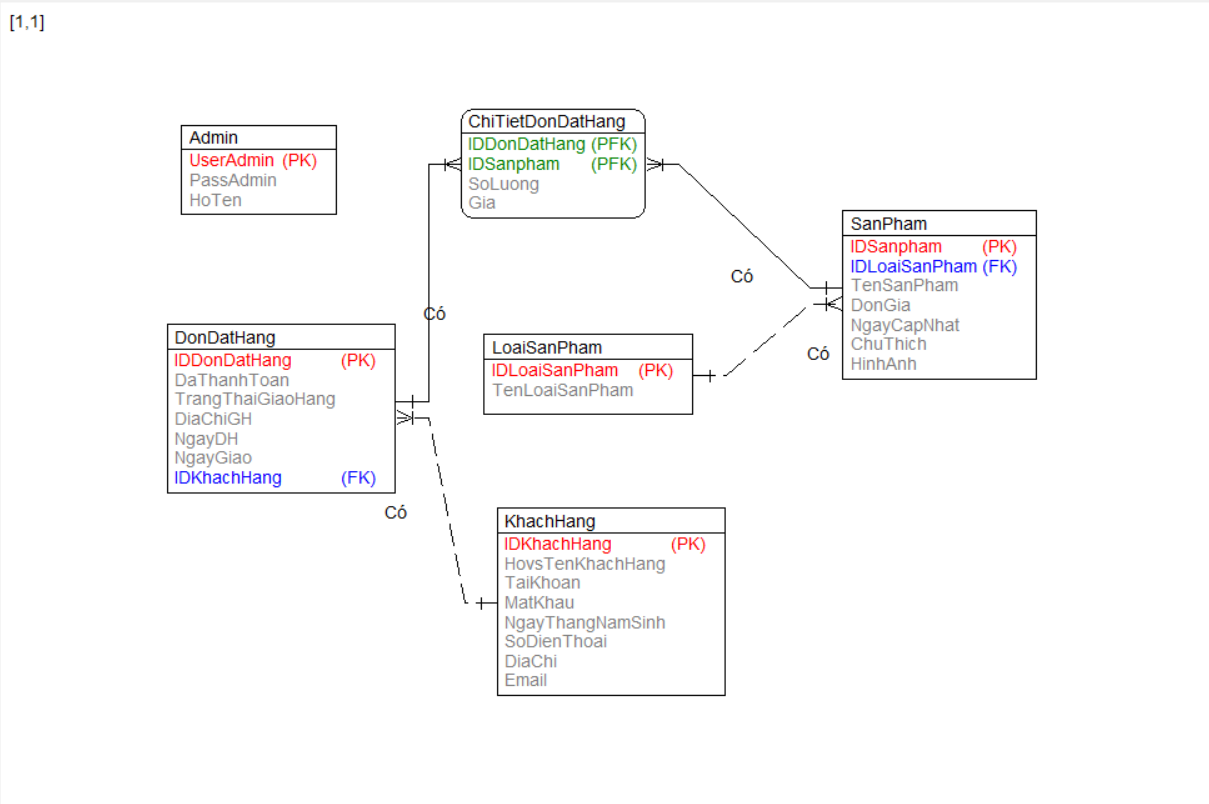 [1,1]
Admin
UserAdmin (PK)
PassAdmin
HoTen
ChiTietDonDatHang
IDDonDatHang (PFK)
IDSanpham (PFK)
SoLuong
Gia
SanPham
IDSanpham (PK)
IDLoaiSanPham (FK)
TenSanPham
DonGia
NgayCapNhat
ChuThich
HinhAnh
Có
Có
Có
DonDatHang
IDDonDatHang (PK)
DaThanhToan
TrangThaiGiaoHang
DiaChiGH
NgayDH
NgayGiao
IDKhachHang (FK)
LoaiSanPham
IDLoaiSanPham (PK)
TenLoaiSanPham
Có
KhachHang
IDKhachHang (PK)
HovsTenKhachHang
TaiKhoan
MatKhau
NgayThangNamSinh
SoDienThoai
DiaChi
Email